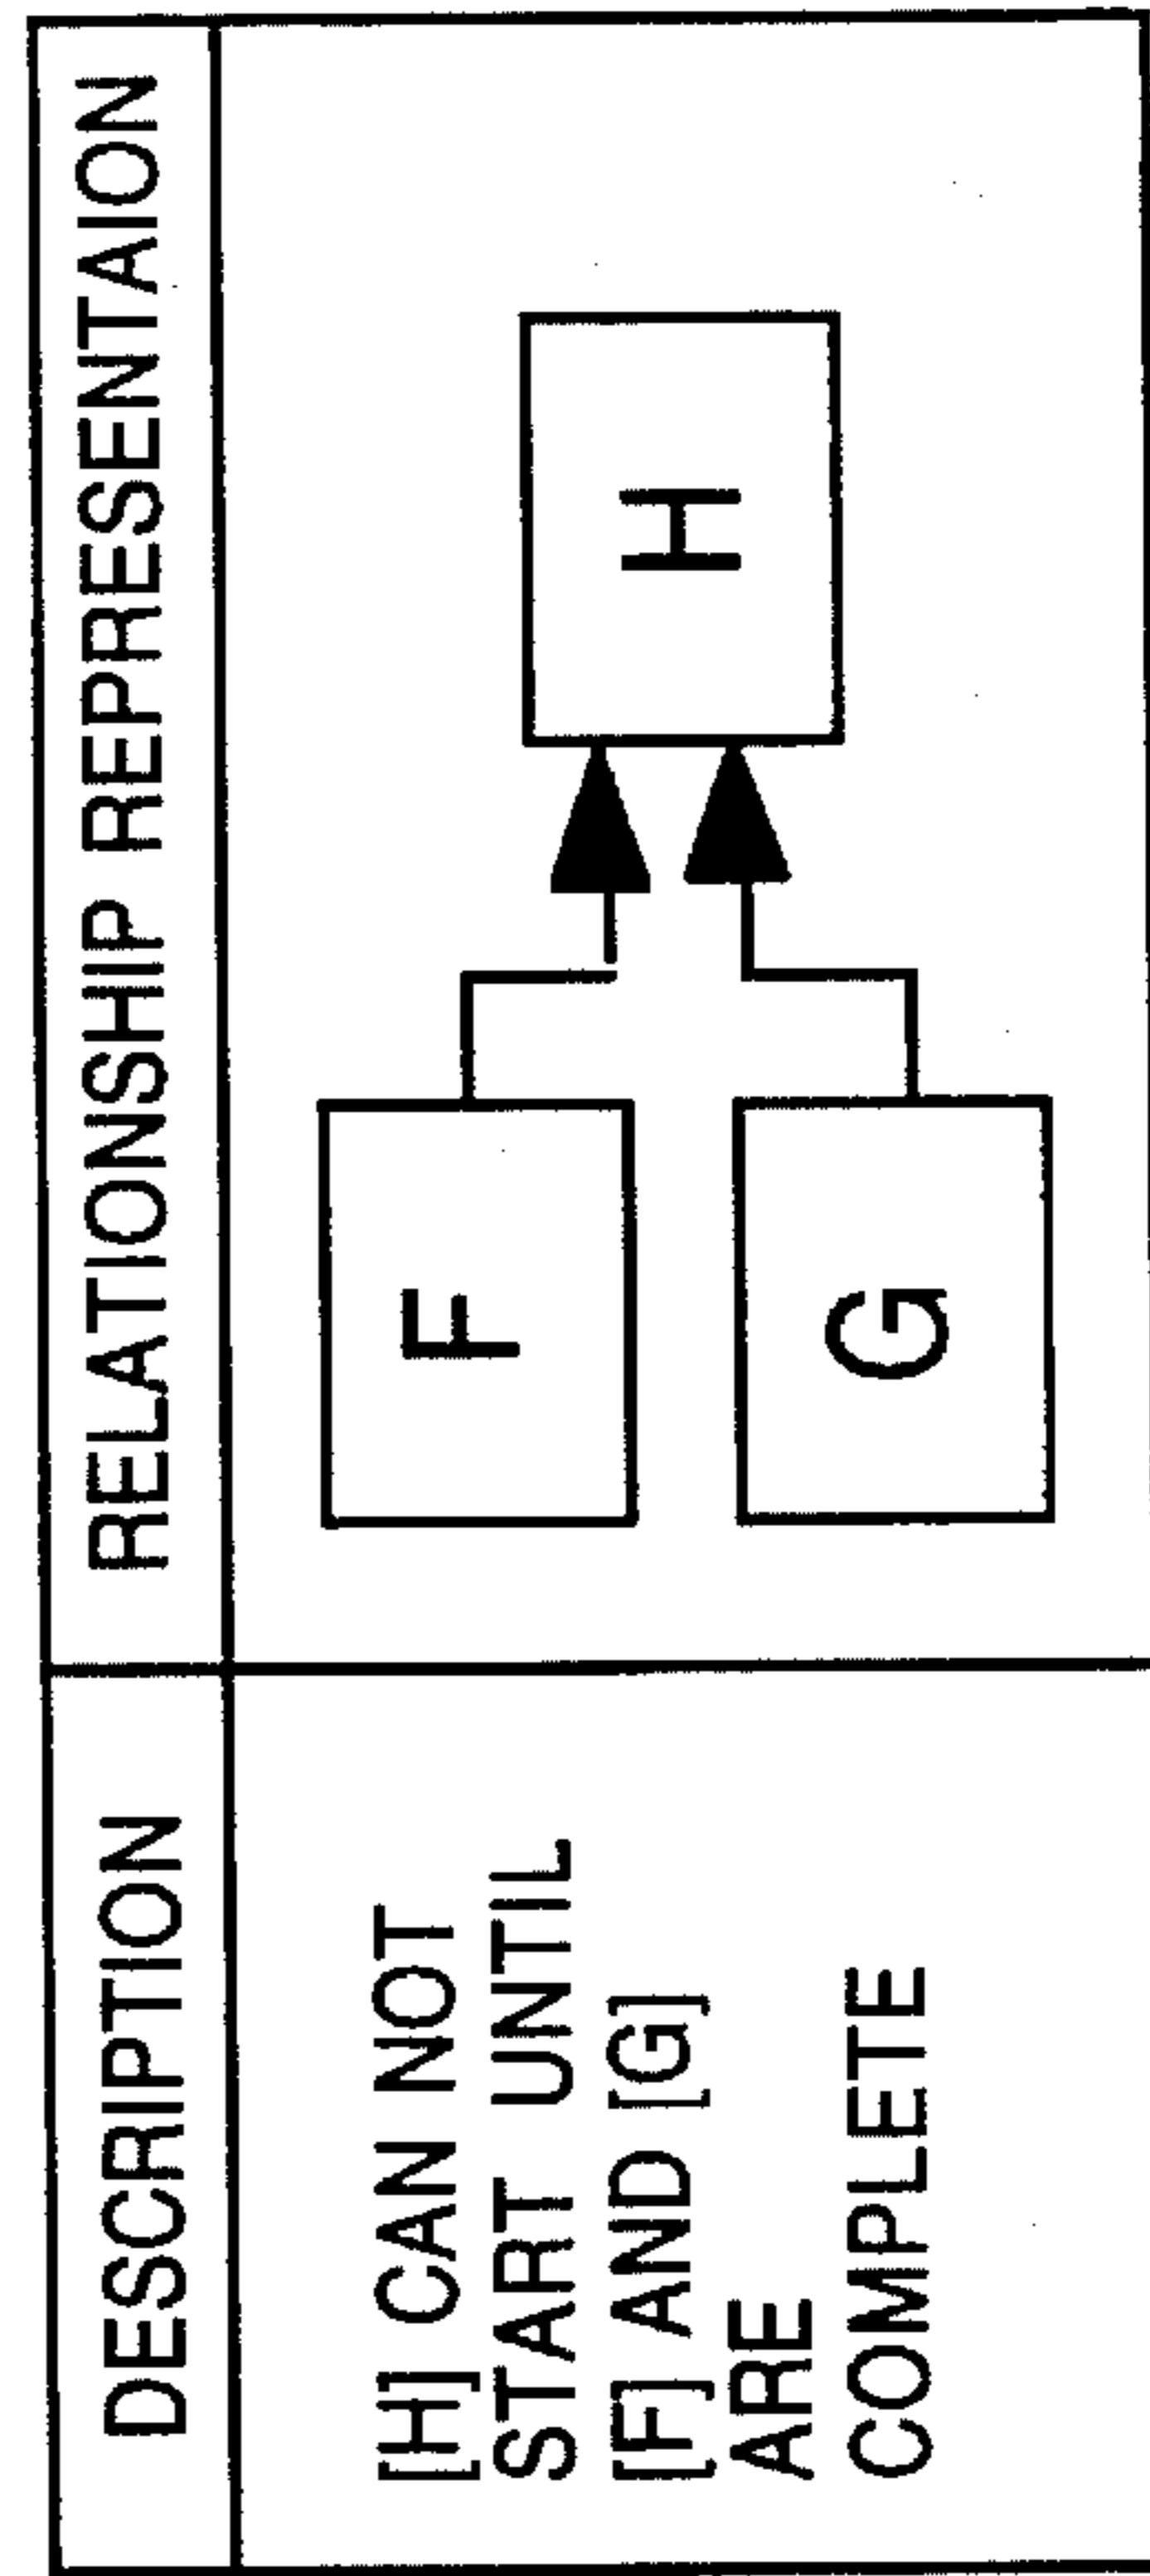 DESCRIPTION
RELATIONSHIP REPRESENTAION
[H] CAN NOT
START UNTIL
[F] AND [G]
ARE
COMPLETE
F
G
H